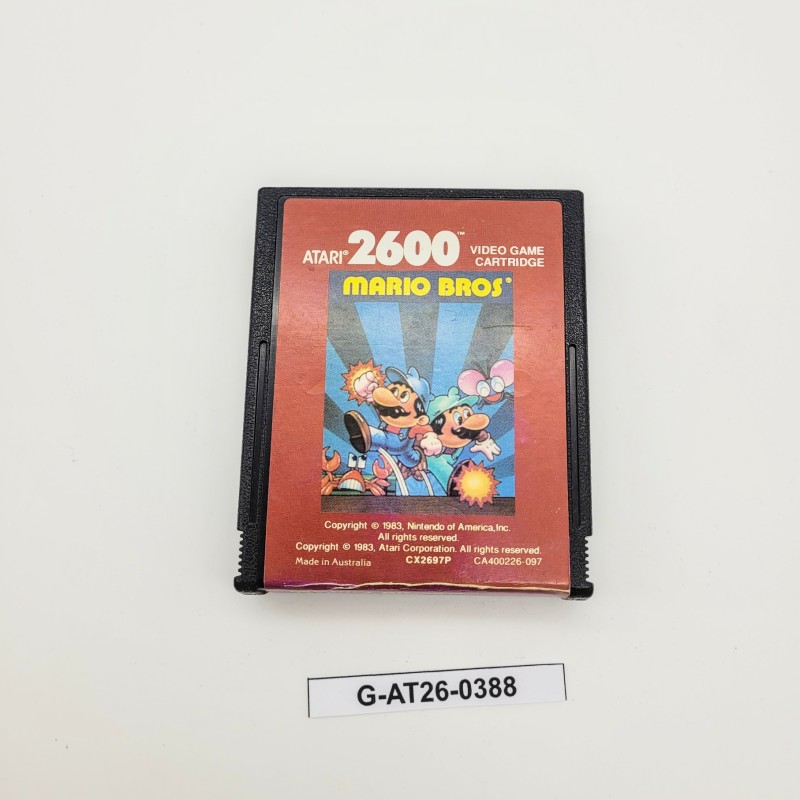 ATARI® 2600™ VIDEO GAME CARTRIDGE
MARIO BROS®
Copyright © 1983, Nintendo of America,Inc.
All rights reserved.
Copyright © 1983, Atari Corporation. All rights reserved.
Made in Australia CX2697P CA400226-097
G-AT26-0388